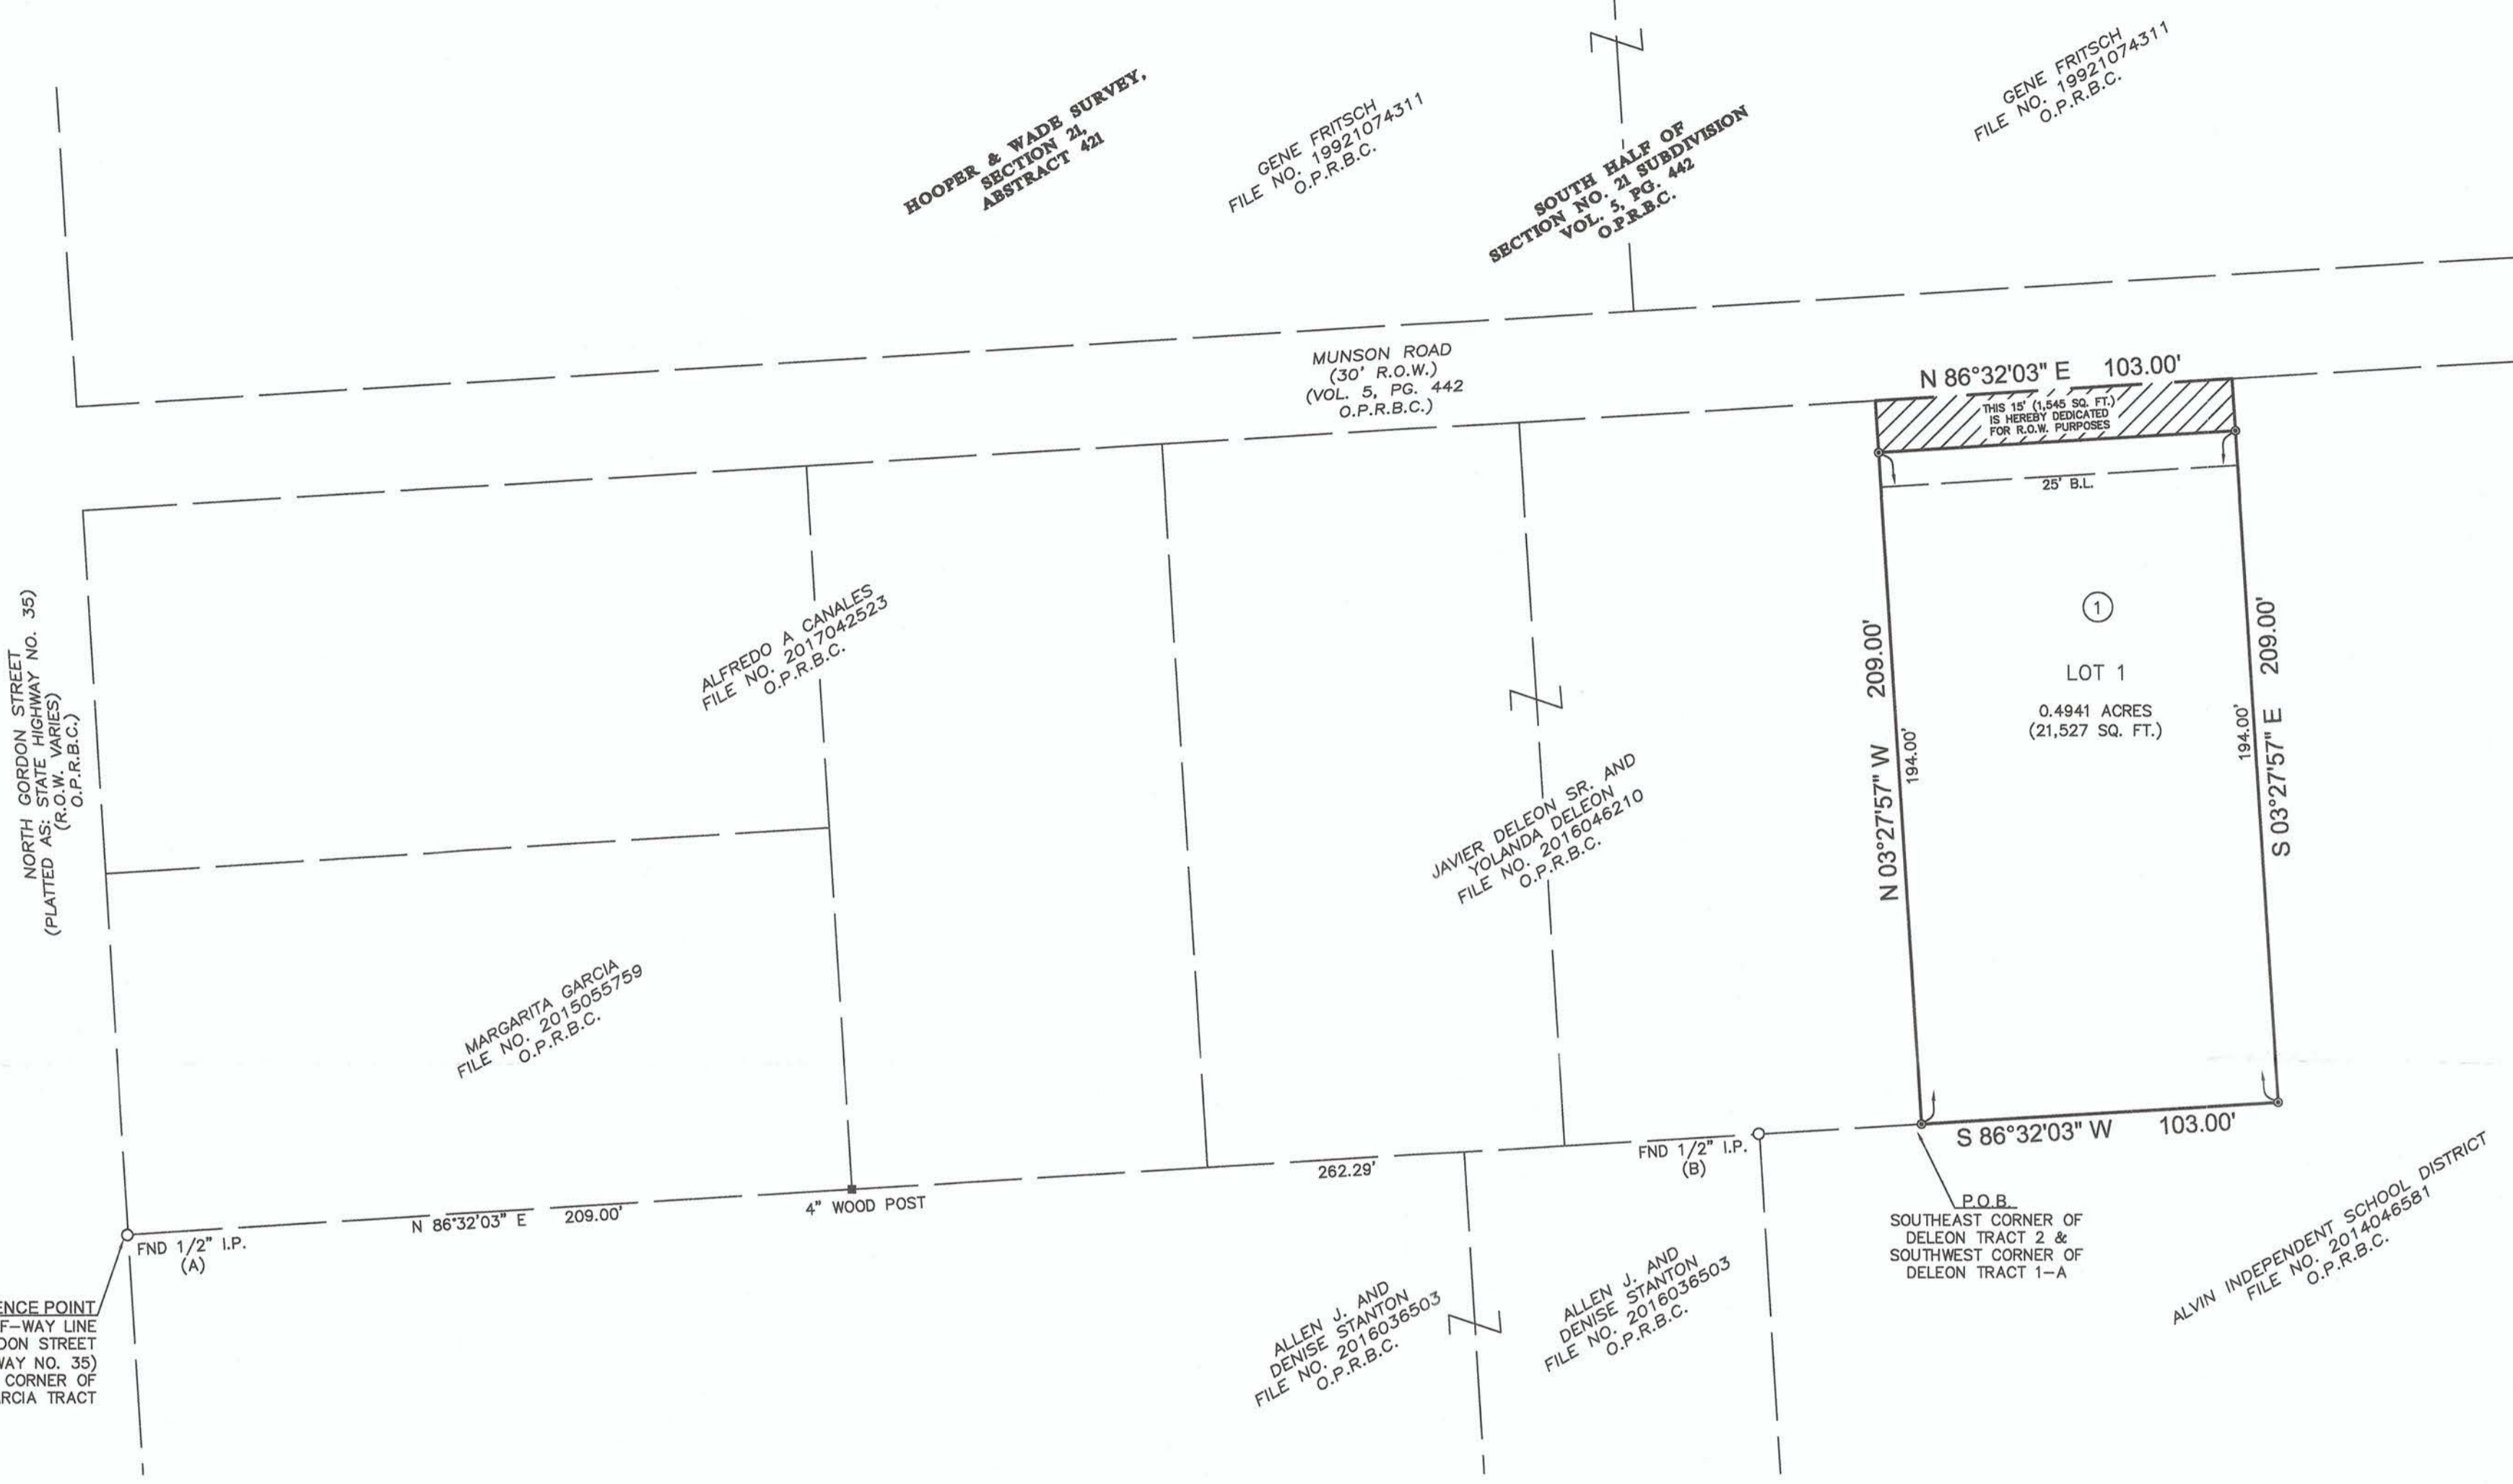 HOOPER & WADE SURVEY,
SECTION 21,
ABSTRACT 421
GENE FRITSCH
FILE NO. 19921074311
O.P.R.B.C.
SOUTH HALF OF
SECTION NO. 21 SUBDIVISION
VOL. 5, PG. 442
O.P.R.B.C.
GENE FRITSCH
FILE NO. 19921074311
O.P.R.B.C.
MUNSON ROAD
(30' R.O.W.)
(VOL. 5, PG. 442
O.P.R.B.C.)
N 86°32'03" E 103.00'
THIS 15' (1,545 SQ. FT.)
IS HEREBY DEDICATED
FOR R.O.W. PURPOSES
25' B.L.
NORTH GORDON STREET
(PLATTED AS: STATE HIGHWAY NO. 35)
(R.O.W. VARIES)
O.P.R.B.C.)
ALFREDO A CANALES
FILE NO. 2017042523
O.P.R.B.C.
MARGARITA GARCIA
FILE NO. 2015055759
O.P.R.B.C.
JAVIER DELEON SR. AND
YOLANDA DELEON
FILE NO. 2016046210
O.P.R.B.C.
N 03°27'57" W 209.00'
194.00'
1
LOT 1
0.4941 ACRES
(21,527 SQ. FT.)
194.00'
S 03°27'57" E 209.00'
S 86°32'03" W 103.00'
FND 1/2" I.P.
(A)
N 86°32'03" E 209.00'
4" WOOD POST
262.29'
FND 1/2" I.P.
(B)
P.O.B.
SOUTHEAST CORNER OF
DELEON TRACT 2 &
SOUTHWEST CORNER OF
DELEON TRACT 1-A
ENCE POINT
F-WAY LINE
DON STREET
WAY NO. 35)
CORNER OF
RCIA TRACT
ALLEN J. AND
DENISE STANTON
FILE NO. 2016036503
O.P.R.B.C.
ALLEN J. AND
DENISE STANTON
FILE NO. 2016036503
O.P.R.B.C.
ALVIN INDEPENDENT SCHOOL DISTRICT
FILE NO. 2014046581
O.P.R.B.C.